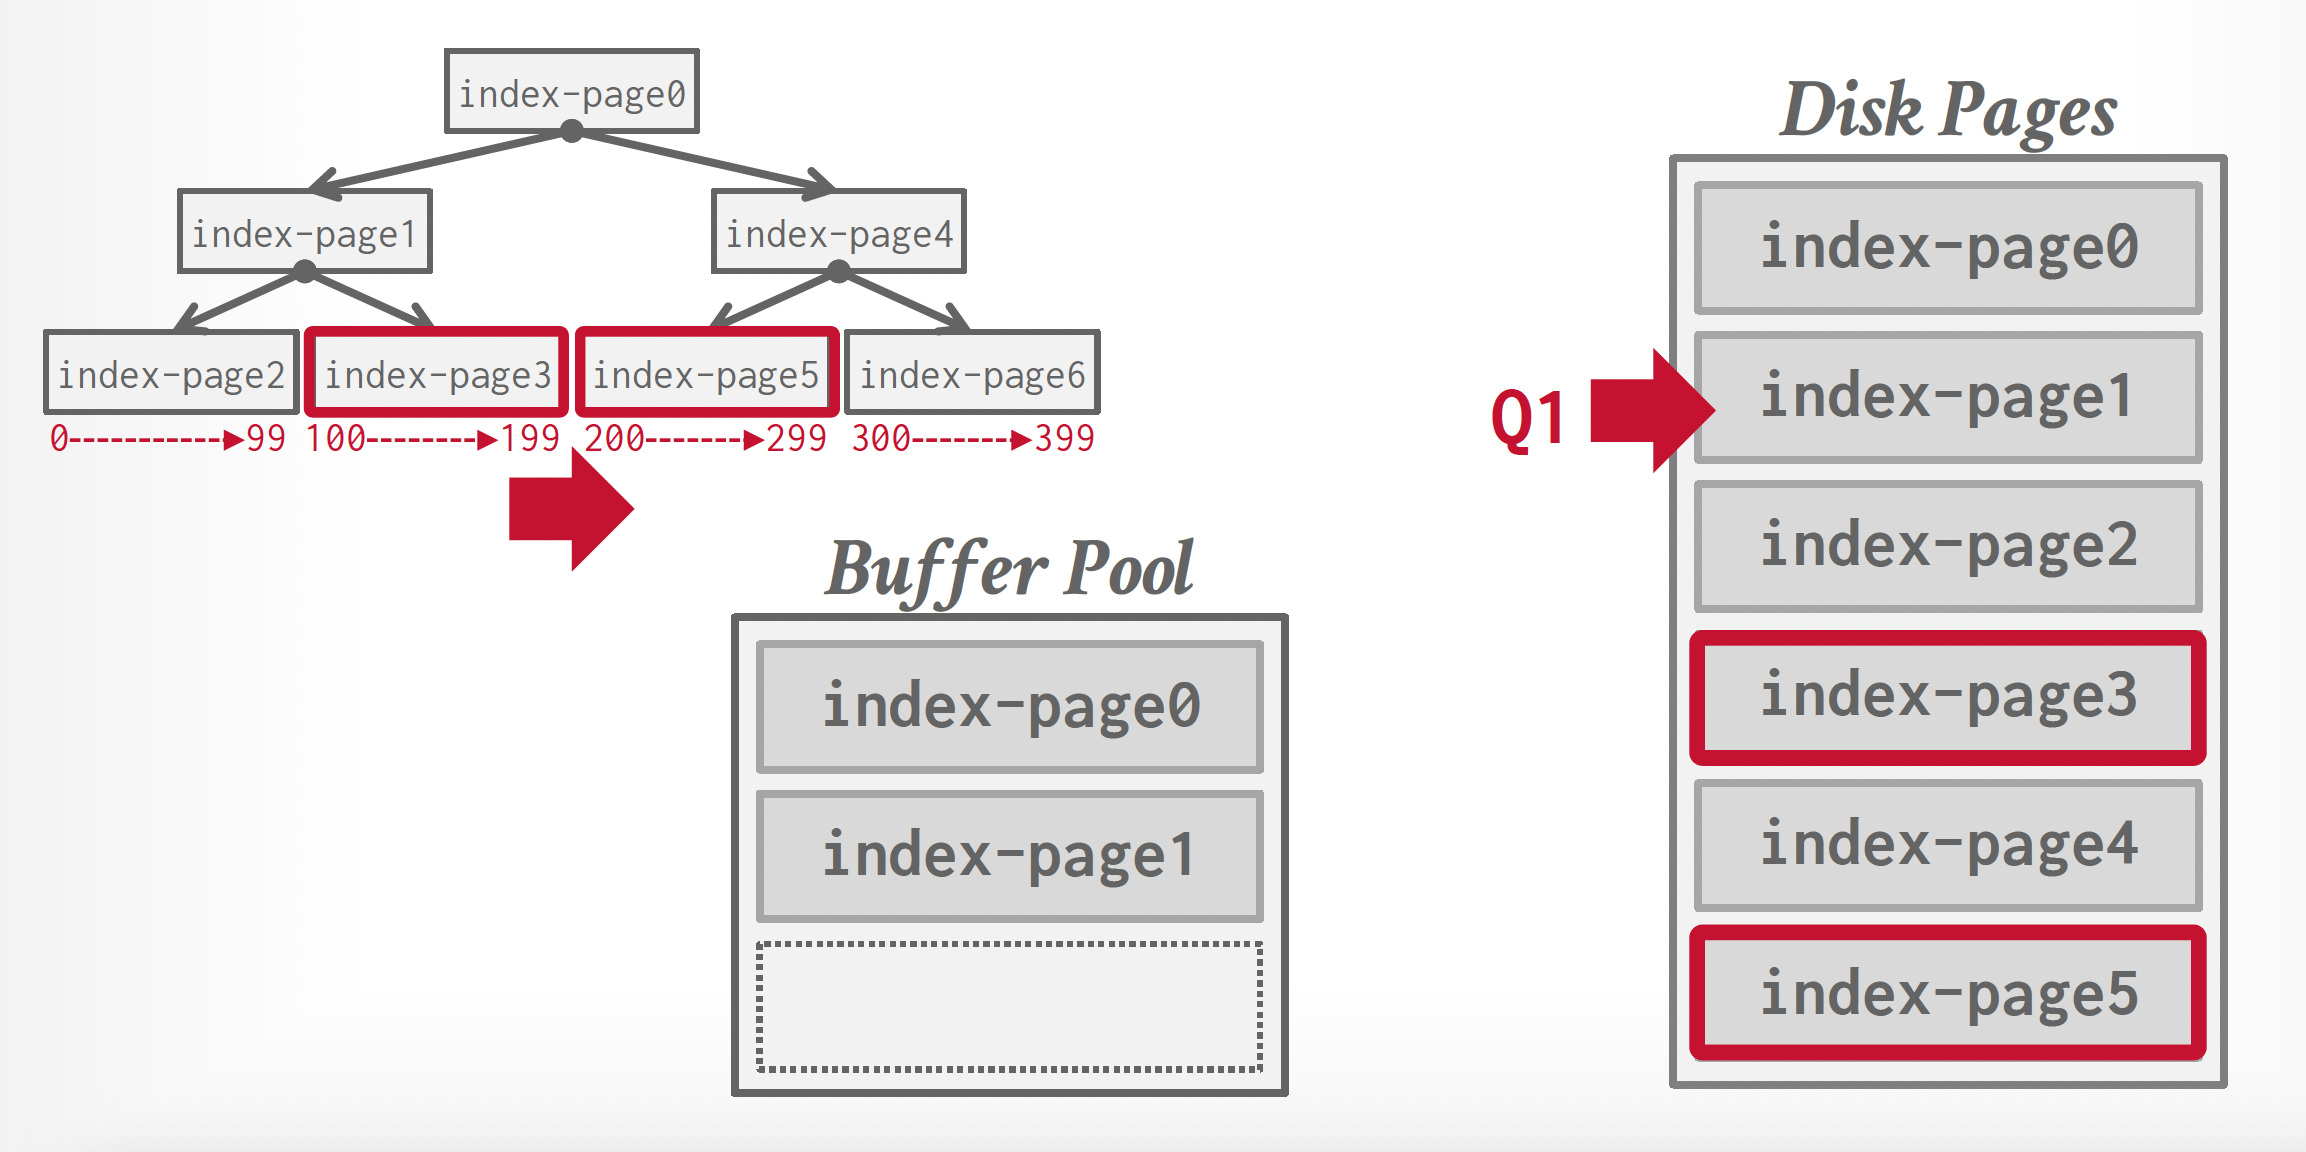 index-page0
index-page1
index-page4
index-page2
index-page3
index-page5
index-page6
0 99
100 199
200 299
300 399
Buffer Pool
index-page0
index-page1
Q1
Disk Pages
index-page0
index-page1
index-page2
index-page3
index-page4
index-page5